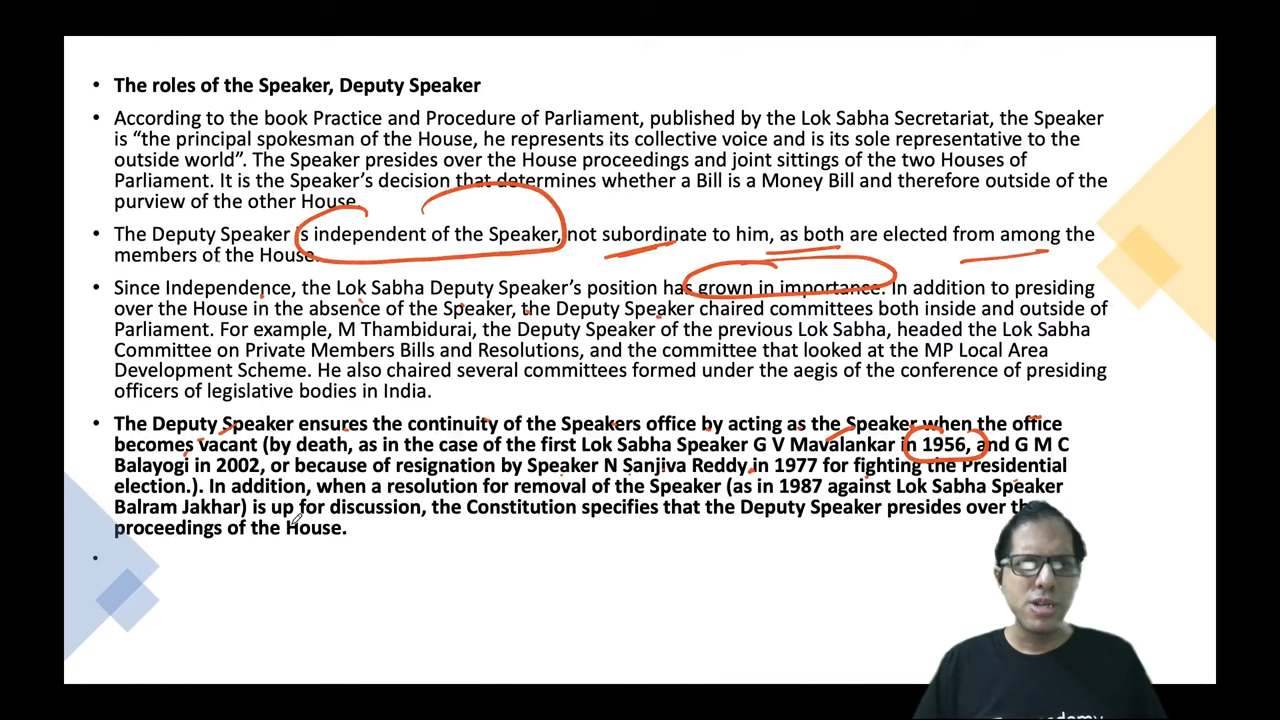 • The roles of the Speaker, Deputy Speaker
• According to the book Practice and Procedure of Parliament, published by the Lok Sabha Secretariat, the Speaker
is “the principal spokesman of the House, he represents its collective voice and is its sole representative to the
outside world”. The Speaker presides over the House proceedings and joint sittings of the two Houses of
Parliament. It is the Speaker’s decision that determines whether a Bill is a Money Bill and therefore outside of the
purview of the other House.
• The Deputy Speaker is independent of the Speaker, not subordinate to him, as both are elected from among the
members of the House.
• Since Independence, the Lok Sabha Deputy Speaker’s position has grown in importance. In addition to presiding
over the House in the absence of the Speaker, the Deputy Speaker chaired committees both inside and outside of
Parliament. For example, M Thambidurai, the Deputy Speaker of the previous Lok Sabha, headed the Lok Sabha
Committee on Private Members Bills and Resolutions, and the committee that looked at the MP Local Area
Development Scheme. He also chaired several committees formed under the aegis of the conference of presiding
officers of legislative bodies in India.
• The Deputy Speaker ensures the continuity of the Speakers office by acting as the Speaker when the office
becomes vacant (by death, as in the case of the first Lok Sabha Speaker G V Mavalankar in 1956, and G M C
Balayogi in 2002, or because of resignation by Speaker N Sanjiva Reddy in 1977 for fighting the Presidential
election.). In addition, when a resolution for removal of the Speaker (as in 1987 against Lok Sabha Speaker
Balram Jakhar) is up for discussion, the Constitution specifies that the Deputy Speaker presides over the
proceedings of the House.
•